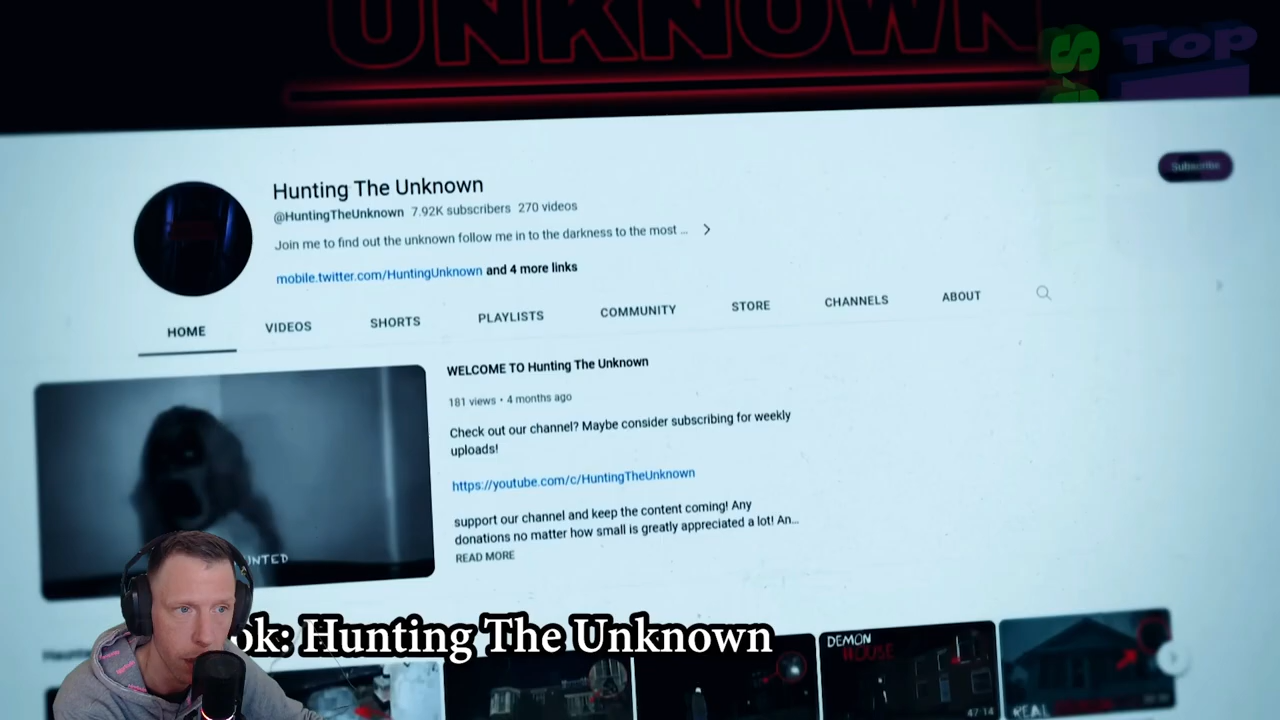 UNKNOWN
TOP
Hunting The Unknown
Subscribe
@HuntingTheUnknown 7.92K subscribers 270 videos
Join me to find out the unknown follow me in to the darkness to the most ...
mobile.twitter.com/HuntingUnknown and 4 more links
HOME VIDEOS SHORTS PLAYLISTS COMMUNITY STORE CHANNELS ABOUT
WELCOME TO Hunting The Unknown
181 views • 4 months ago
Check out our channel? Maybe consider subscribing for weekly
uploads!
https://youtube.com/c/HuntingTheUnknown
support our channel and keep the content coming! Any
donations no matter how small is greatly appreciated a lot! An...
READ MORE
ok: Hunting The Unknown
DEMON
HOUSE
47:14
REAL